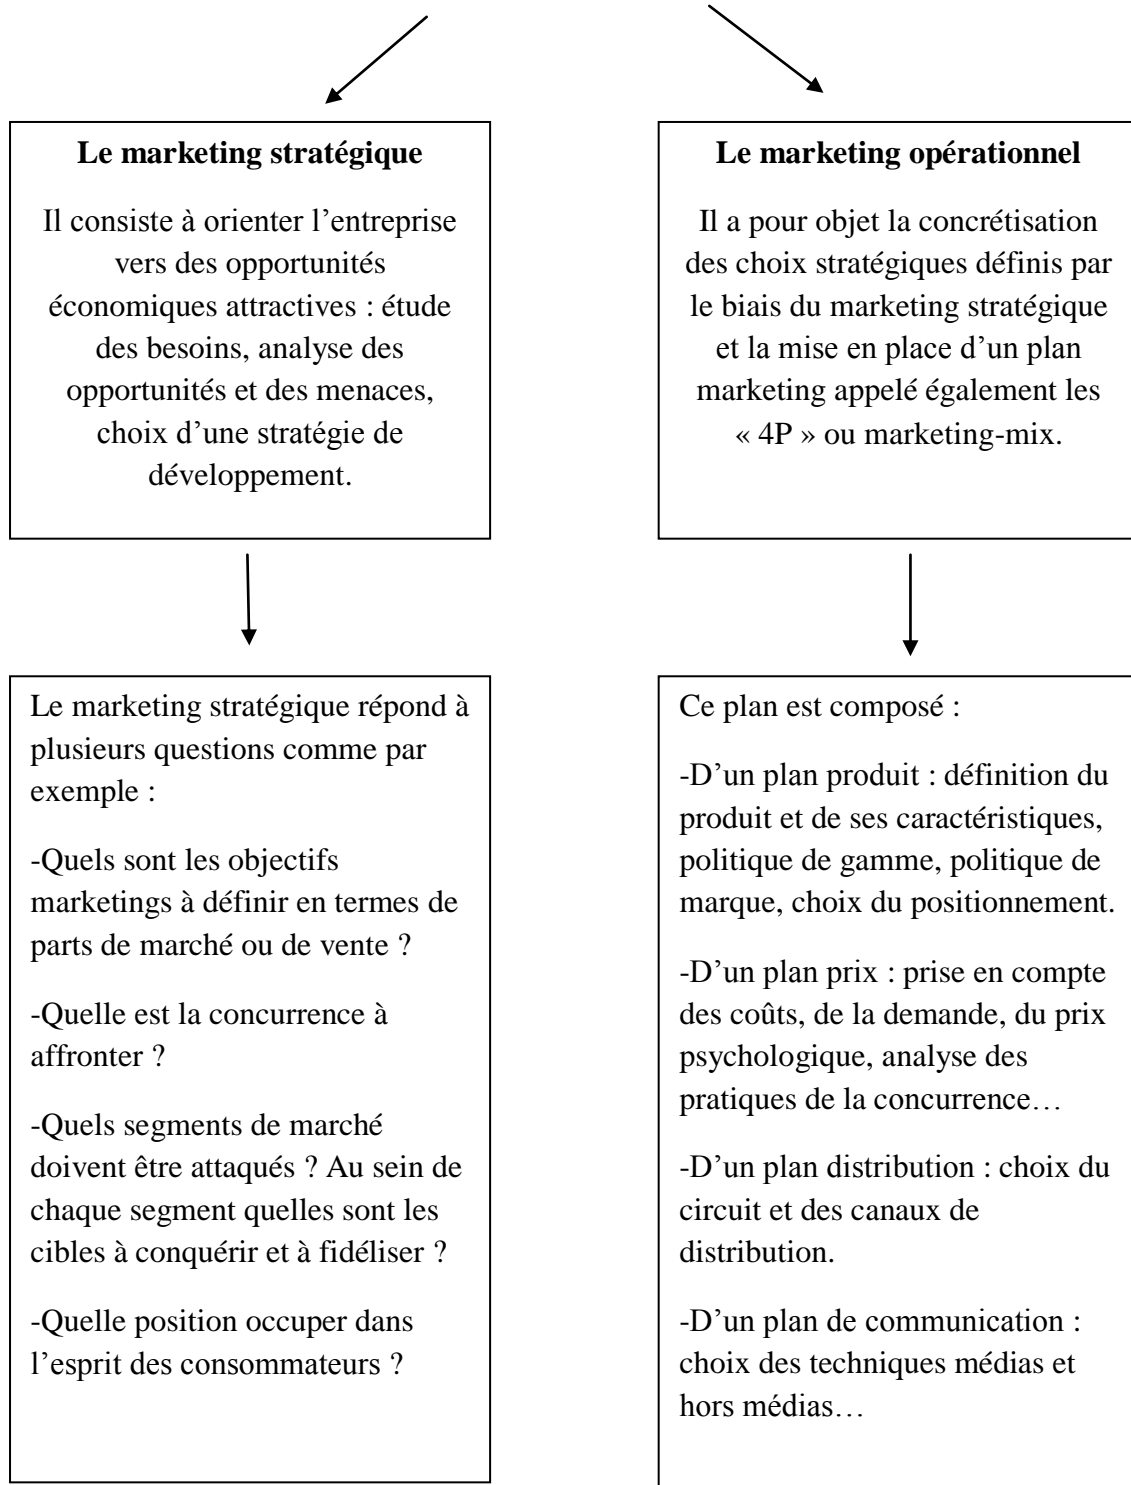 Le marketing stratégique
Il consiste à orienter l’entreprise
vers des opportunités
économiques attractives : étude
des besoins, analyse des
opportunités et des menaces,
choix d’une stratégie de
développement.
Le marketing opérationnel
Il a pour objet la concrétisation
des choix stratégiques définis par
le biais du marketing stratégique
et la mise en place d’un plan
marketing appelé également les
« 4P » ou marketing-mix.
Le marketing stratégique répond à
plusieurs questions comme par
exemple :
-Quels sont les objectifs
marketings à définir en termes de
parts de marché ou de vente ?
-Quelle est la concurrence à
affronter ?
-Quels segments de marché
doivent être attaqués ? Au sein de
chaque segment quelles sont les
cibles à conquérir et à fidéliser ?
-Quelle position occuper dans
l’esprit des consommateurs ?
Ce plan est composé :
-D’un plan produit : définition du
produit et de ses caractéristiques,
politique de gamme, politique de
marque, choix du positionnement.
-D’un plan prix : prise en compte
des coûts, de la demande, du prix
psychologique, analyse des
pratiques de la concurrence…
-D’un plan distribution : choix du
circuit et des canaux de
distribution.
-D’un plan de communication :
choix des techniques médias et
hors médias…